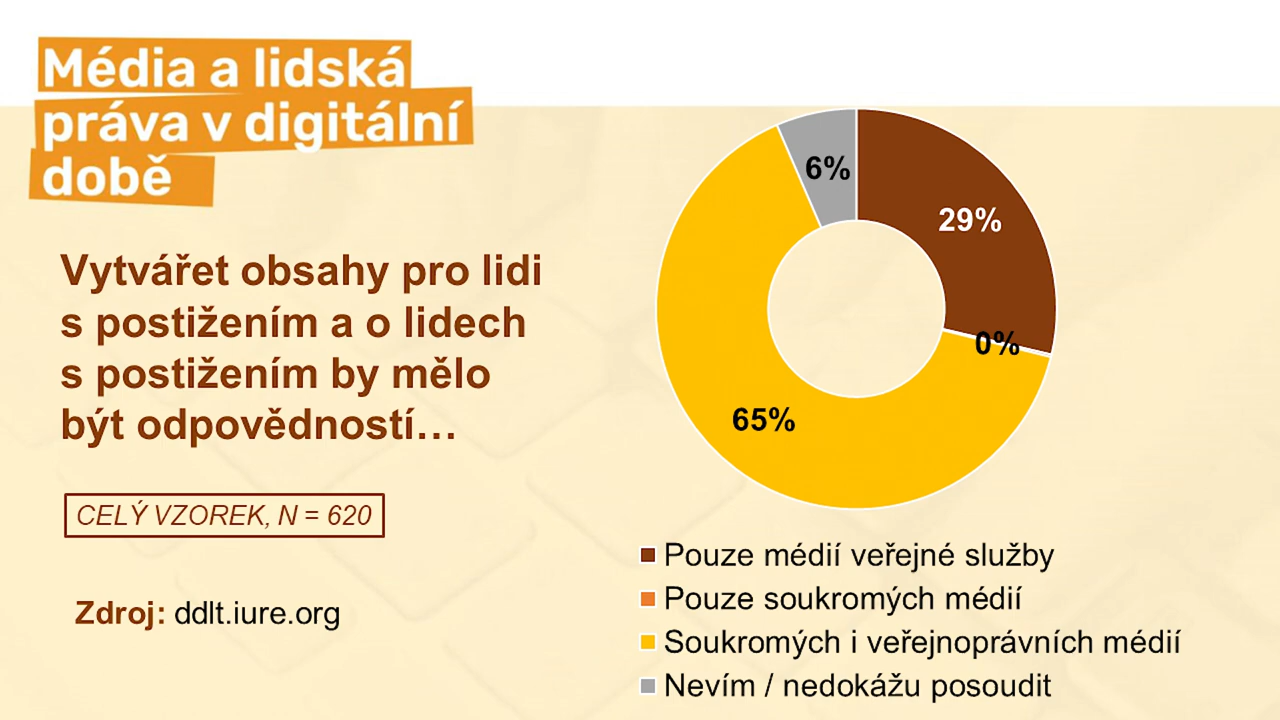 Média a lidská
práva v digitální
době
Vytvářet obsahy pro lidi
s postižením a o lidech
s postižením by mělo
být odpovědností…
CELÝ VZOREK, N = 620
Zdroj: ddlt.iure.org
6%
29%
0%
65%
Pouze médií veřejné služby
Pouze soukromých médií
Soukromých i veřejnoprávních médií
Nevím / nedokážu posoudit